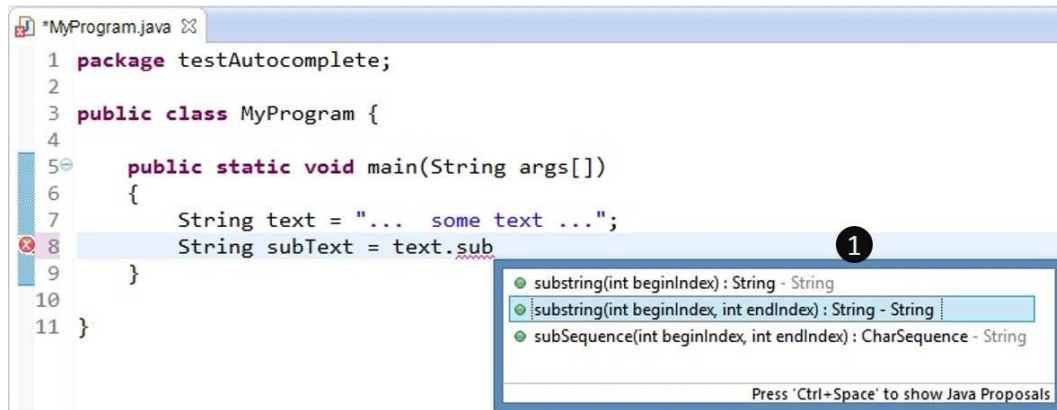 *MyProgram.java
1 package testAutocomplete;
2
3 public class MyProgram {
4
5 public static void main(String args[])
6 {
7 String text = "...  some text ...";
8 String subText = text.sub
1
9 }
substring(int beginIndex) : String - String
substring(int beginIndex, int endIndex) : String - String
10
subSequence(int beginIndex, int endIndex) : CharSequence - String
11 }
Press 'Ctrl+Space' to show Java Proposals